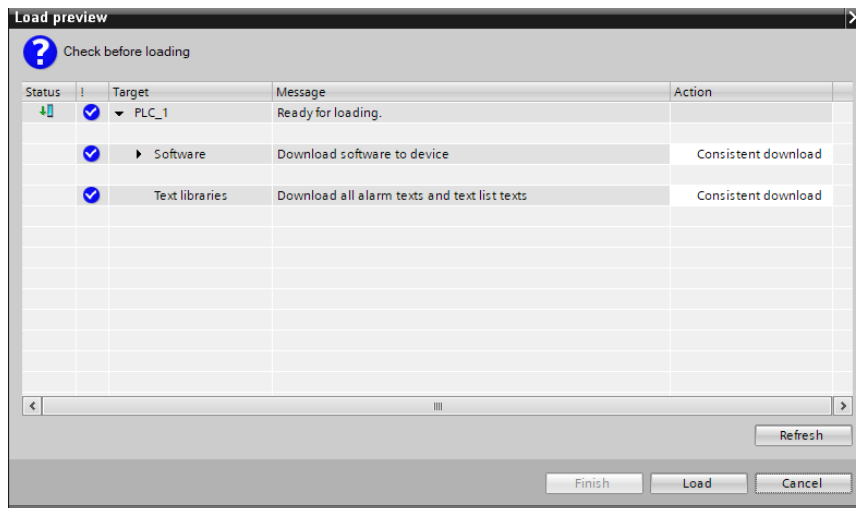 Load preview
Check before loading
Status ! Target Message Action
PLC_1 Ready for loading.
Software Download software to device Consistent download
Text libraries Download all alarm texts and text list texts Consistent download
Refresh
Finish Load Cancel